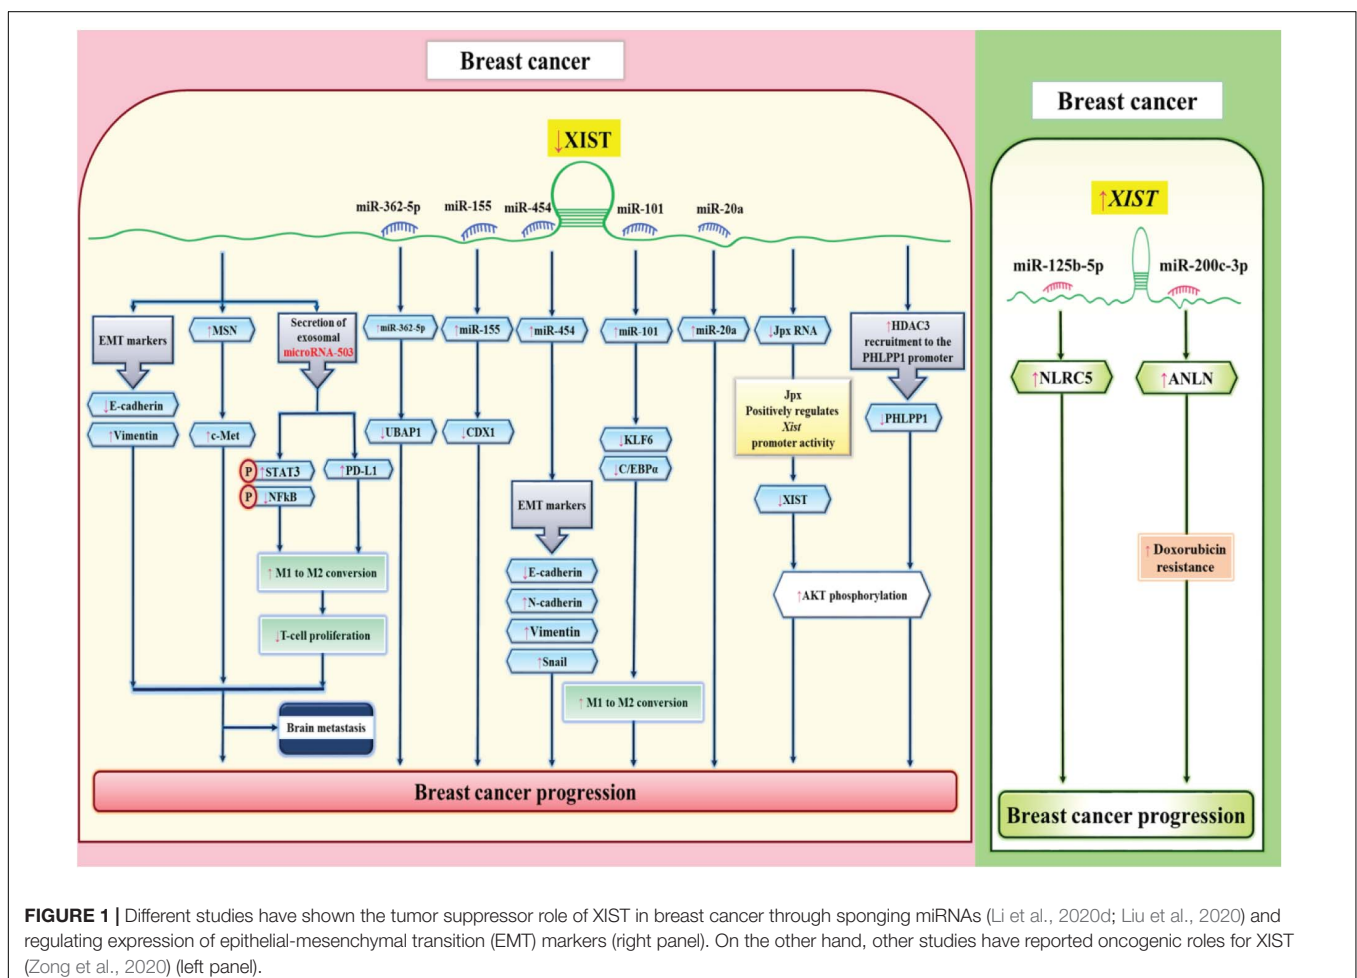 Breast cancer
↓XIST
miR-362-5p
miR-155
miR-454
miR-101
miR-20a
EMT markers
↓E-cadherin
↑Vimentin
↑MSN
↑c-Met
Secretion of
exosomal
microRNA-503
P ↑STAT3
P ↓NFkB
↑PD-L1
↑ M1 to M2 conversion
↓T-cell proliferation
Brain metastasis
↑miR-362-5p
↓UBAP1
↑miR-155
↓CDX1
↑miR-454
EMT markers
↓E-cadherin
↑N-cadherin
↑Vimentin
↑Snail
↑miR-101
↓KLF6
↓C/EBPα
↑ M1 to M2 conversion
↑miR-20a
↓Jpx RNA
Jpx
Positively regulates
Xist
promoter activity
↓XIST
↑HDAC3
recruitment to the
PHLPP1 promoter
↓PHLPP1
↑AKT phosphorylation
Breast cancer progression
Breast cancer
↑XIST
miR-125b-5p
miR-200c-3p
↑NLRC5
↑ANLN
↑ Doxorubicin
resistance
Breast cancer progression
FIGURE 1 | Different studies have shown the tumor suppressor role of XIST in breast cancer through sponging miRNAs (Li et al., 2020d; Liu et al., 2020) and
regulating expression of epithelial-mesenchymal transition (EMT) markers (right panel). On the other hand, other studies have reported oncogenic roles for XIST
(Zong et al., 2020) (left panel).